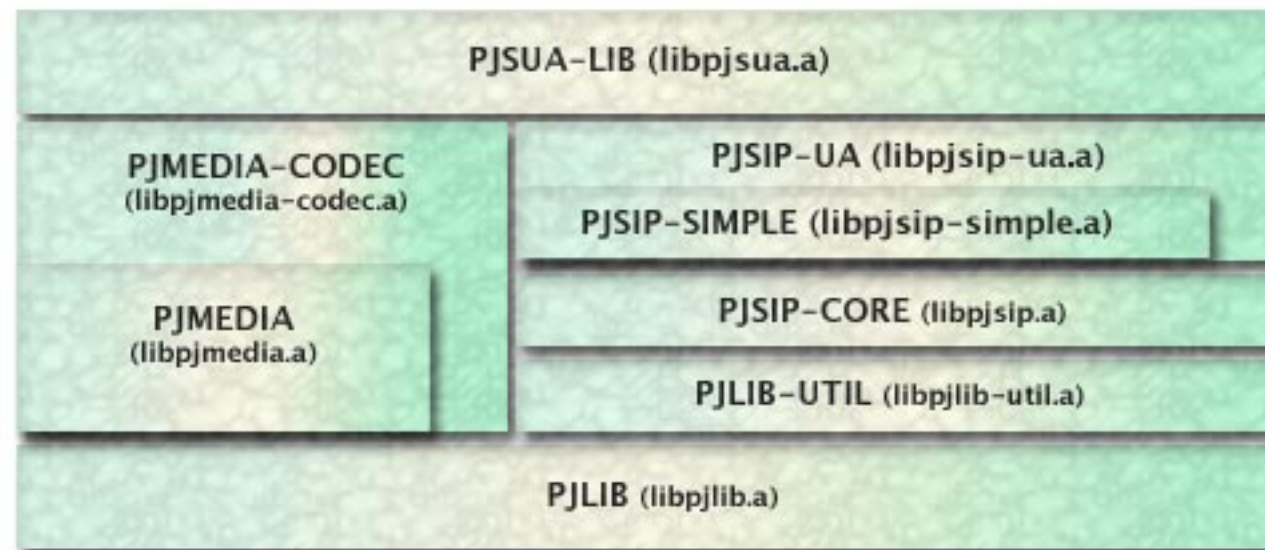 PJSUA-LIB (libpjsua.a)
PJMEDIA-CODEC
(libpjmedia-codec.a)
PJMEDIA
(libpjmedia.a)
PJSIP-UA (libpjsip-ua.a)
PJSIP-SIMPLE (libpjsip-simple.a)
PJSIP-CORE (libpjsip.a)
PJLIB-UTIL (libpjlib-util.a)
PJLIB (libpjlib.a)